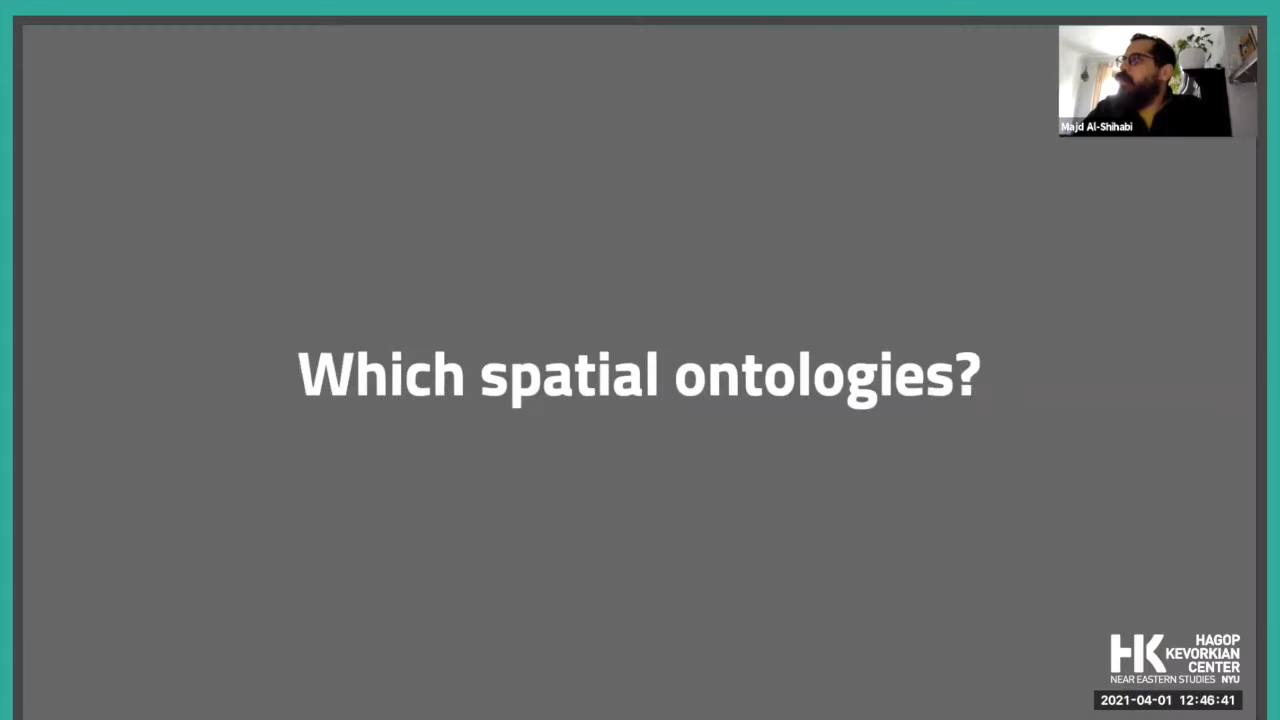 Majd Al-Shihabi
Which spatial ontologies?
HK
HAGOP
KEVORKIAN
CENTER
NEAR EASTERN STUDIES NYU
2021-04-01 12:46:41